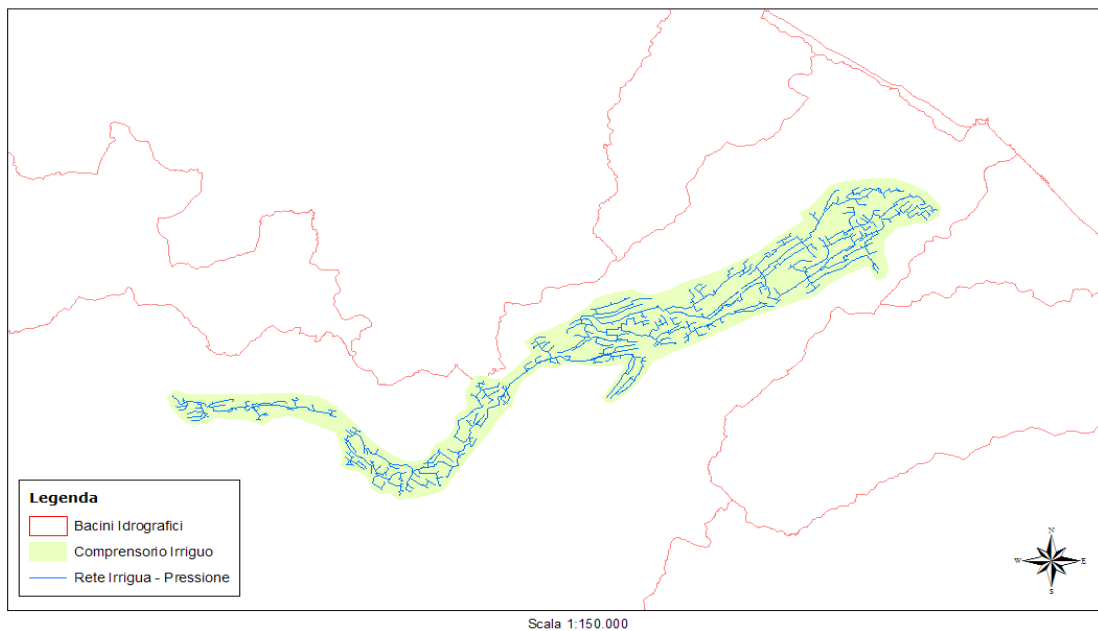 Legenda
Bacini Idrografici
Comprensorio Irriguo
Rete Irrigua - Pressione
N
W E
S
Scala 1:150.000